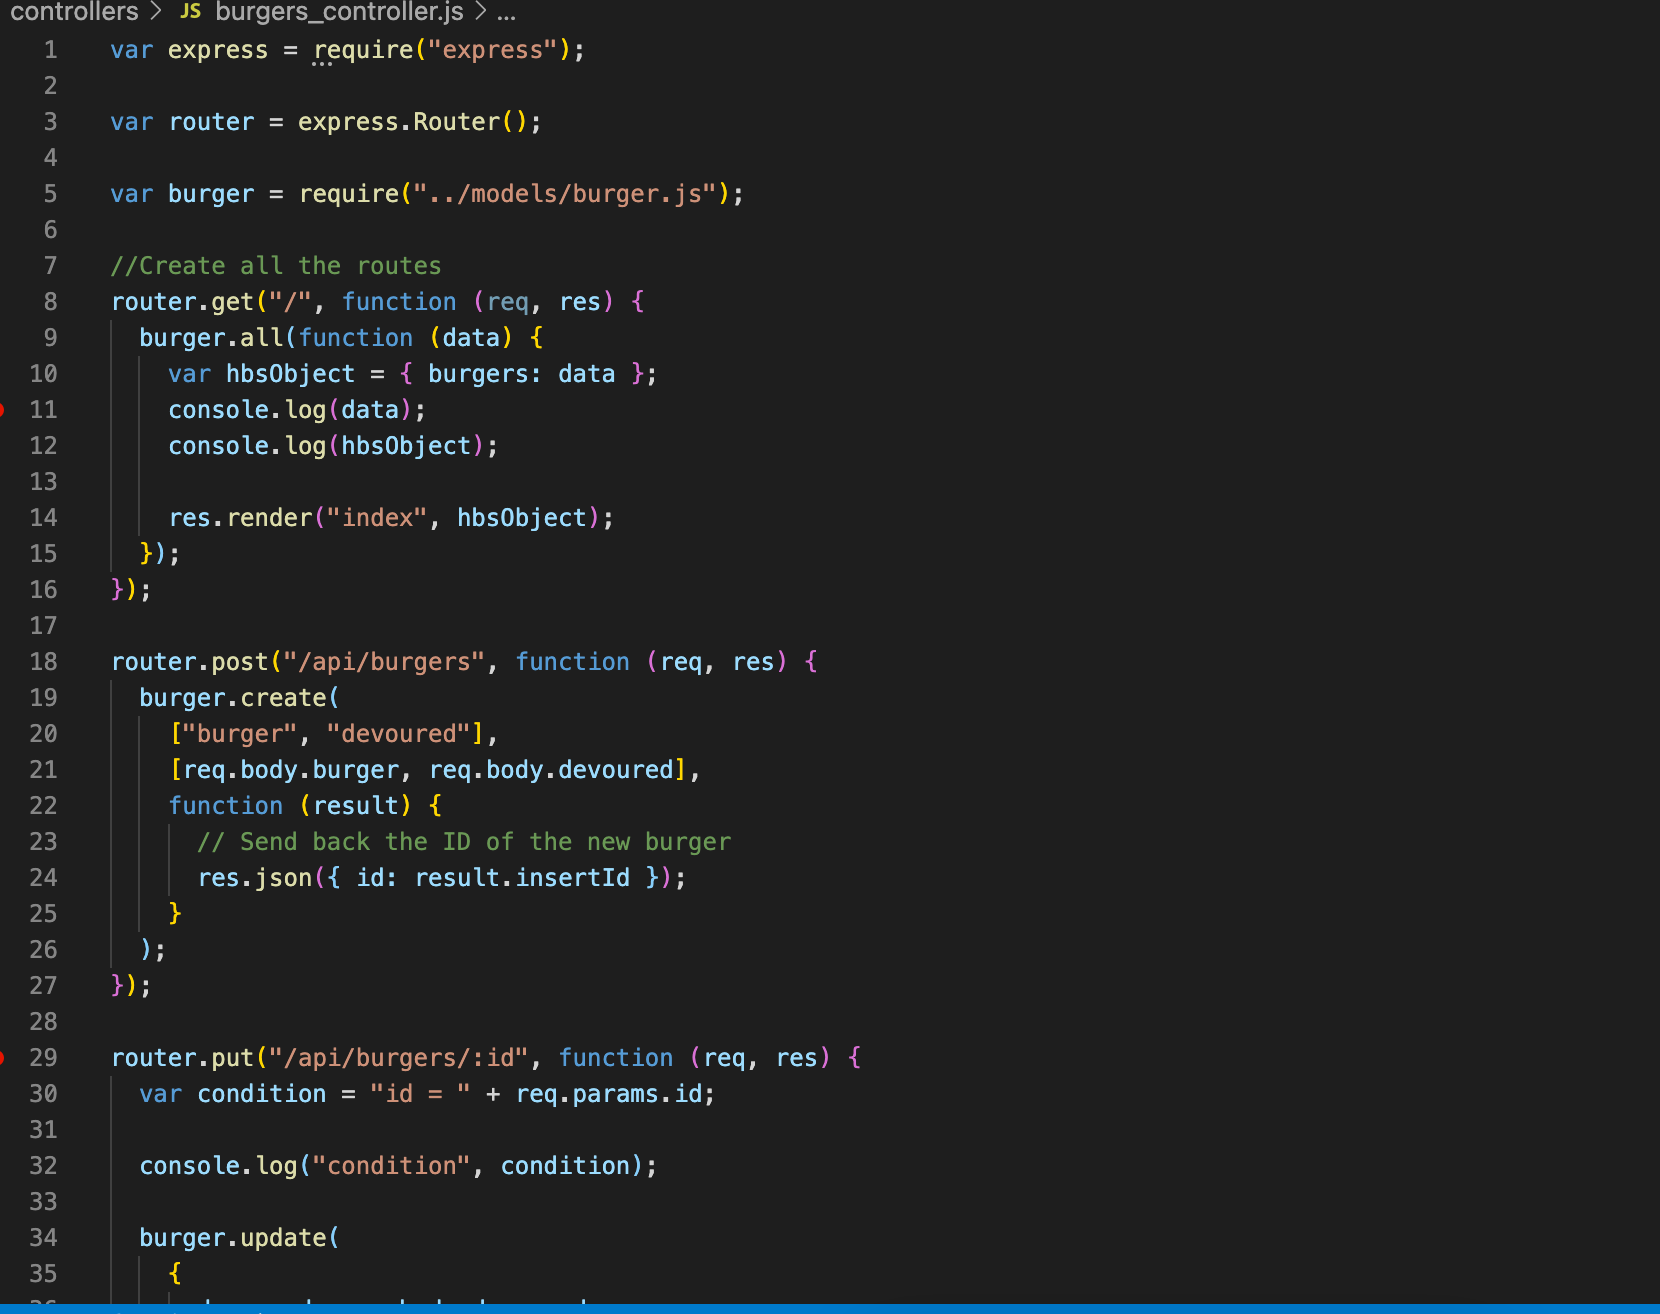 controllers > JS burgers_controller.js > ...
1 var express = require("express");
2
3 var router = express.Router();
4
5 var burger = require("../models/burger.js");
6
7 //Create all the routes
8 router.get("/", function (req, res) {
9 burger.all(function (data) {
10 var hbsObject = { burgers: data };
11 console.log(data);
12 console.log(hbsObject);
13
14 res.render("index", hbsObject);
15 });
16 });
17
18 router.post("/api/burgers", function (req, res) {
19 burger.create(
20 ["burger", "devoured"],
21 [req.body.burger, req.body.devoured],
22 function (result) {
23 // Send back the ID of the new burger
24 res.json({ id: result.insertId });
25 }
26 );
27 });
28
29 router.put("/api/burgers/:id", function (req, res) {
30 var condition = "id = " + req.params.id;
31
32 console.log("condition", condition);
33
34 burger.update(
35 {